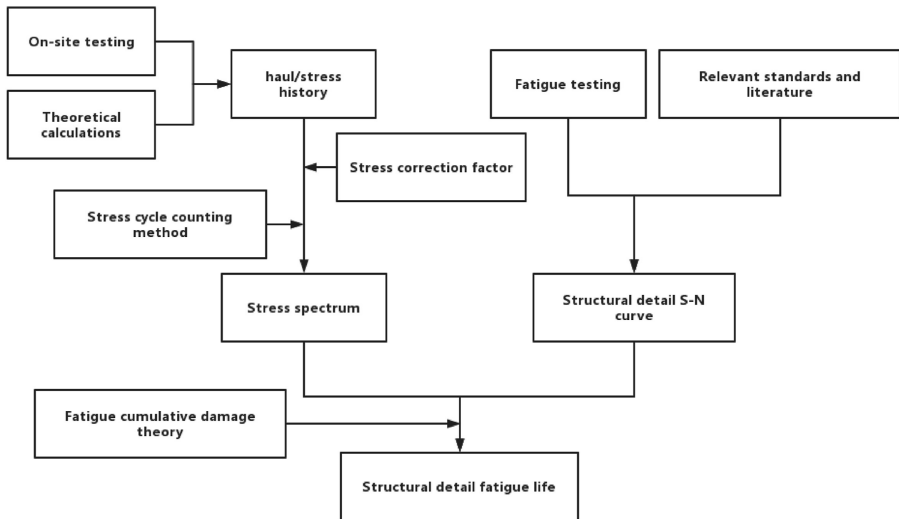 On-site testing
Theoretical
calculations
haul/stress
history
Fatigue testing
Relevant standards and
literature
Stress correction factor
Stress cycle counting
method
Stress spectrum
Structural detail S-N
curve
Fatigue cumulative damage
theory
Structural detail fatigue life